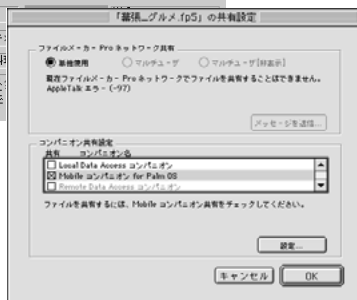 「幕張_グルメ.fp5」の共有設定
ファイルメーカー Pro ネットワーク共有
単独使用 マルチユーザ マルチユーザ[非表示]
現在ファイルメーカー Pro ネットワークでファイルを共有することはできません。
AppleTalk エラー (-97)
メッセージを送信...
コンパニオン共有設定
共有 コンパニオン名
Local Data Access コンパニオン
Mobile コンパニオン for Palm OS
Remote Data Access コンパニオン
ファイルを共有するには、Mobile コンパニオン共有をチェックしてください。
設定...
キャンセル OK